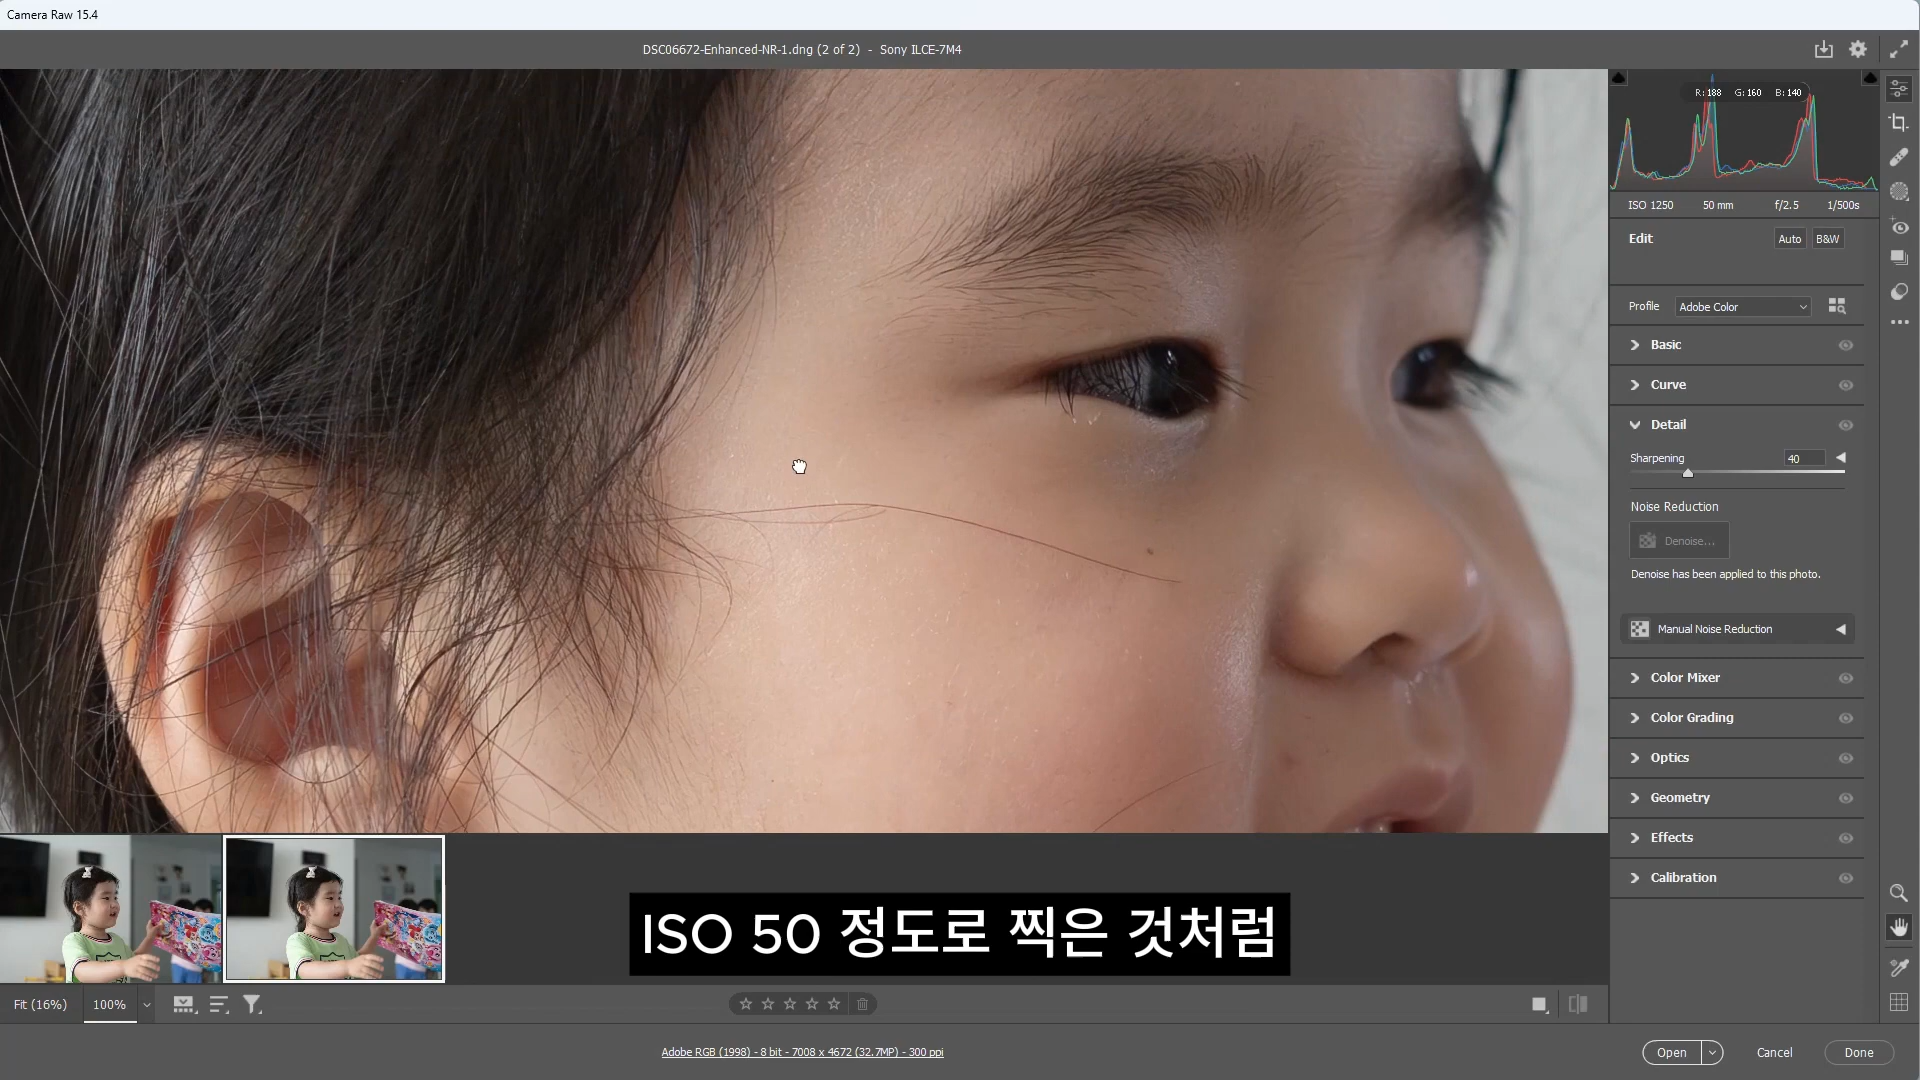 Camera Raw 15.4
DSC06672-Enhanced-NR-1.dng (2 of 2) - Sony ILCE-7M4
R: 188 G: 160 B: 140
ISO 1250 50 mm f/2.5 1/500s
Edit Auto B&W
Profile Adobe Color
Basic
Curve
Detail
Sharpening 40
Noise Reduction
Denoise...
Denoise has been applied to this photo.
Manual Noise Reduction
Color Mixer
Color Grading
Optics
Geometry
Effects
Calibration
ISO 50 정도로 찍은 것처럼
Fit (16%) 100%
Adobe RGB (1998) - 8 bit - 7008 x 4672 (32.7MP) - 300 ppi
Open Cancel Done